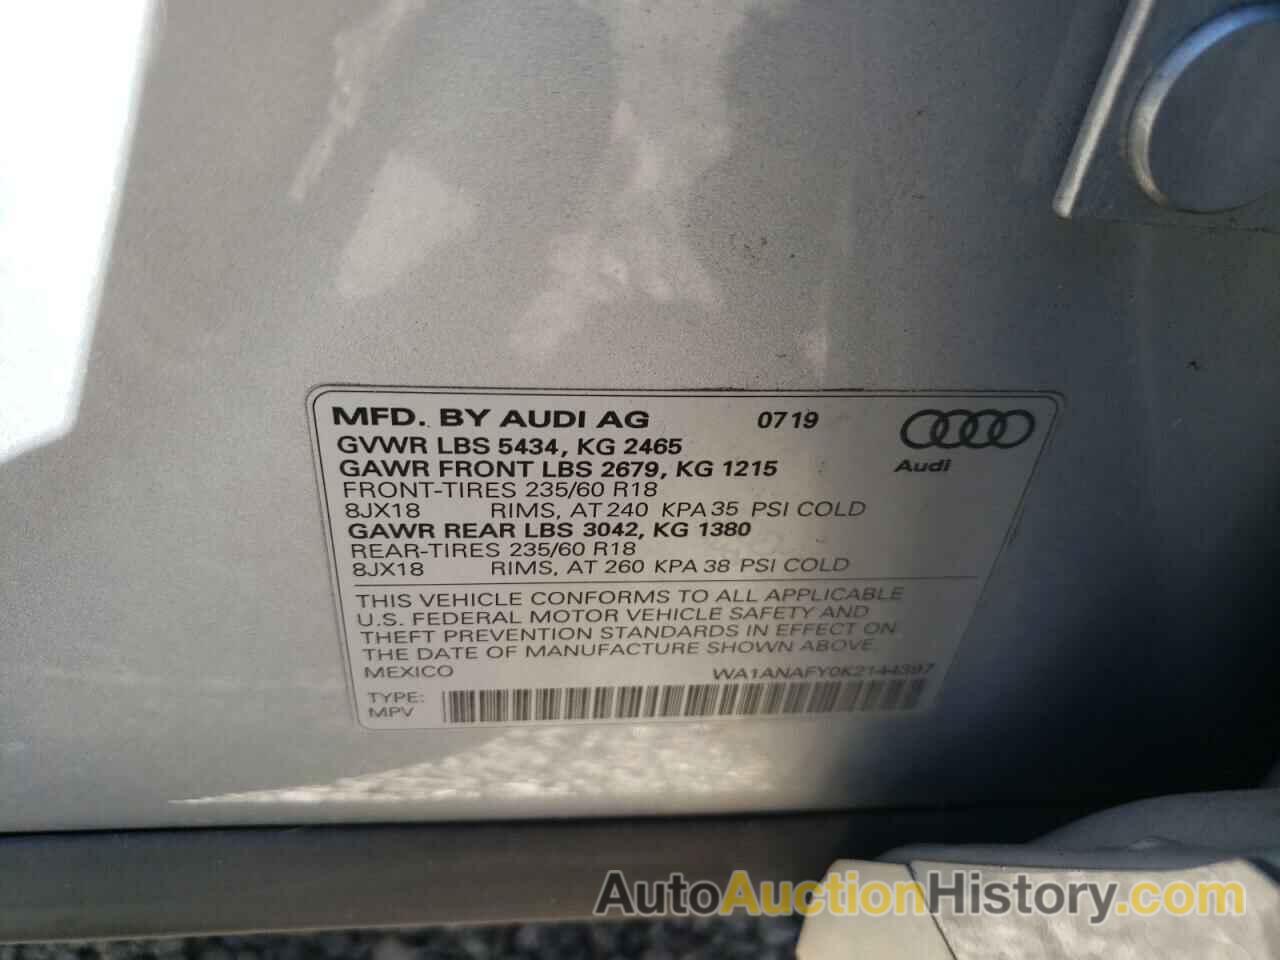 MFD. BY AUDI AG 0719
GVWR LBS 5434, KG 2465
GAWR FRONT LBS 2679, KG 1215 Audi
FRONT-TIRES 235/60 R18
8JX18 RIMS, AT 240 KPA 35 PSI COLD
GAWR REAR LBS 3042, KG 1380
REAR-TIRES 235/60 R18
8JX18 RIMS, AT 260 KPA 38 PSI COLD
THIS VEHICLE CONFORMS TO ALL APPLICABLE
U.S. FEDERAL MOTOR VEHICLE SAFETY AND
THEFT PREVENTION STANDARDS IN EFFECT ON
THE DATE OF MANUFACTURE SHOWN ABOVE.
MEXICO WA1ANAFY0K2144397
TYPE:
MPV
AutoAuctionHistory.com